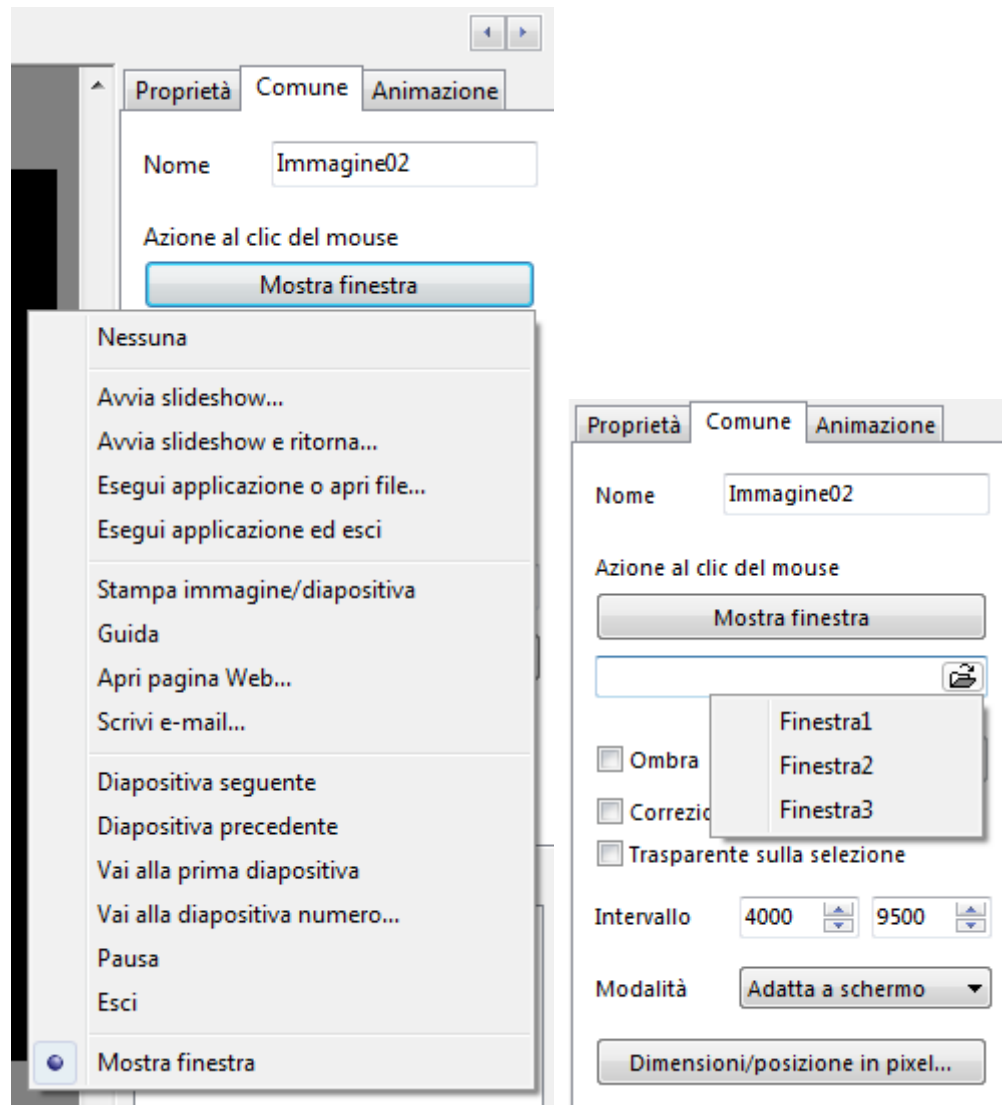 Proprietà Comune Animazione
Nome Immagine02
Azione al clic del mouse
Mostra finestra
Nessuna
Avvia slideshow...
Avvia slideshow e ritorna...
Esegui applicazione o apri file...
Esegui applicazione ed esci
Stampa immagine/diapositiva
Guida
Apri pagina Web...
Scrivi e-mail...
Diapositiva seguente
Diapositiva precedente
Vai alla prima diapositiva
Vai alla diapositiva numero...
Pausa
Esci
Mostra finestra
Proprietà Comune Animazione
Nome Immagine02
Azione al clic del mouse
Mostra finestra
Finestra1
Finestra2
Finestra3
Ombra
Correzio
Trasparente sulla selezione
Intervallo 4000 9500
Modalità Adatta a schermo
Dimensioni/posizione in pixel...